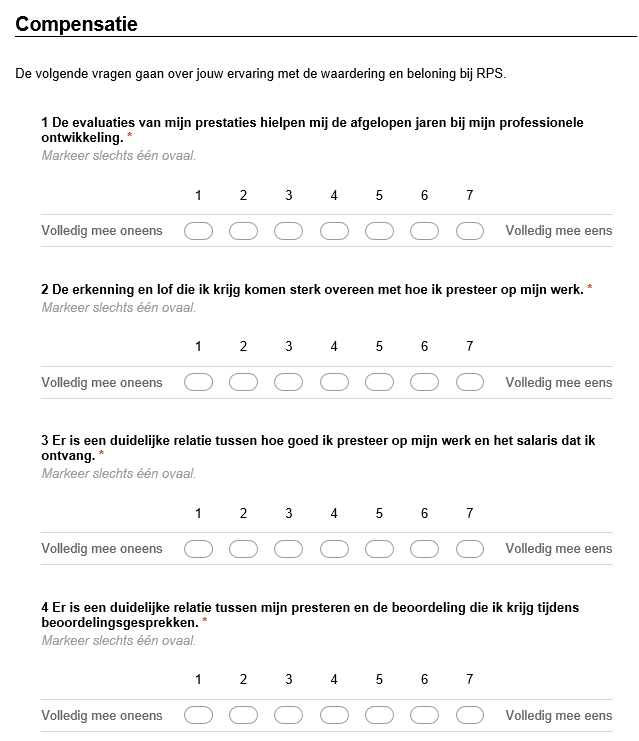 Compensatie
De volgende vragen gaan over jouw ervaring met de waardering en beloning bij RPS.
1 De evaluaties van mijn prestaties hielpen mij de afgelopen jaren bij mijn professionele
ontwikkeling. *
Markeer slechts één ovaal.
1 2 3 4 5 6 7
Volledig mee oneens Volledig mee eens
2 De erkenning en lof die ik krijg komen sterk overeen met hoe ik presteer op mijn werk. *
Markeer slechts één ovaal.
1 2 3 4 5 6 7
Volledig mee oneens Volledig mee eens
3 Er is een duidelijke relatie tussen hoe goed ik presteer op mijn werk en het salaris dat ik
ontvang. *
Markeer slechts één ovaal.
1 2 3 4 5 6 7
Volledig mee oneens Volledig mee eens
4 Er is een duidelijke relatie tussen mijn presteren en de beoordeling die ik krijg tijdens
beoordelingsgesprekken. *
Markeer slechts één ovaal.
1 2 3 4 5 6 7
Volledig mee oneens Volledig mee eens